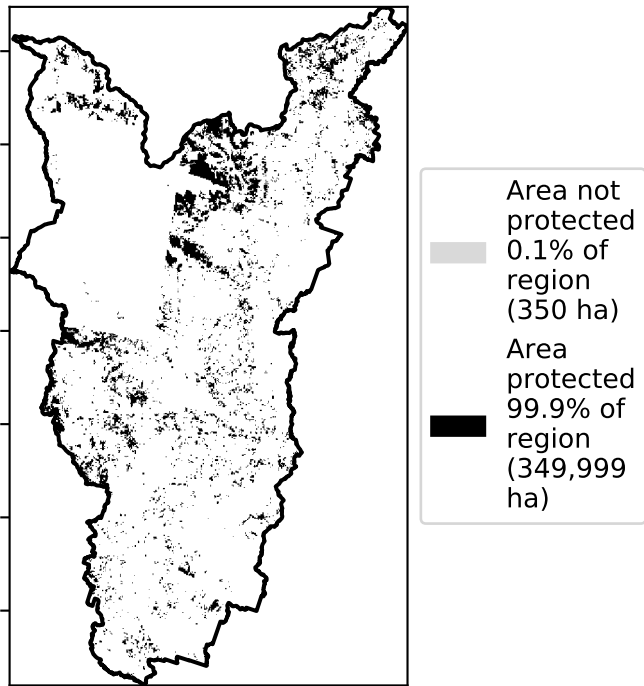 Area not
protected
0.1% of
region
(350 ha)
Area
protected
99.9% of
region
(349,999
ha)